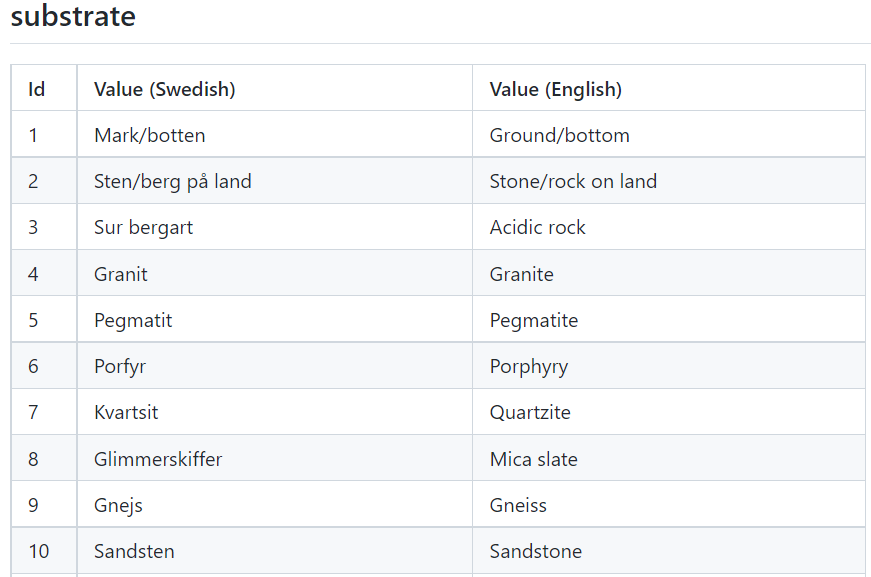 substrate
Id Value (Swedish) Value (English)
1 Mark/botten Ground/bottom
2 Sten/berg på land Stone/rock on land
3 Sur bergart Acidic rock
4 Granit Granite
5 Pegmatit Pegmatite
6 Porfyr Porphyry
7 Kvartsit Quartzite
8 Glimmerskiffer Mica slate
9 Gnejs Gneiss
10 Sandsten Sandstone